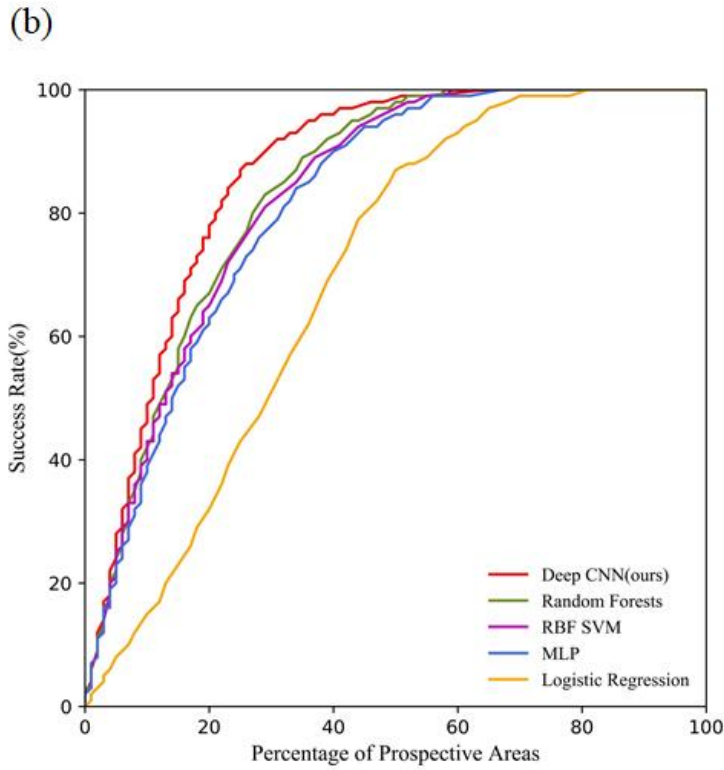 (b)
100
80
60
40
20
0
Success Rate(%)
Deep CNN(ours)
Random Forests
RBF SVM
MLP
Logistic Regression
0 20 40 60 80 100
Percentage of Prospective Areas